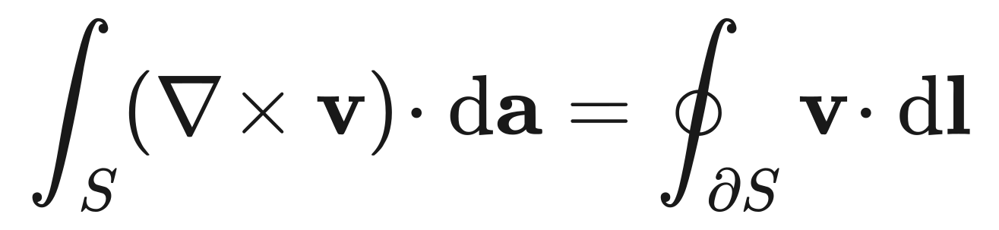 ∫_S (∇ × 𝐯) · d𝐚 = ∮_∂S 𝐯 · d𝐥